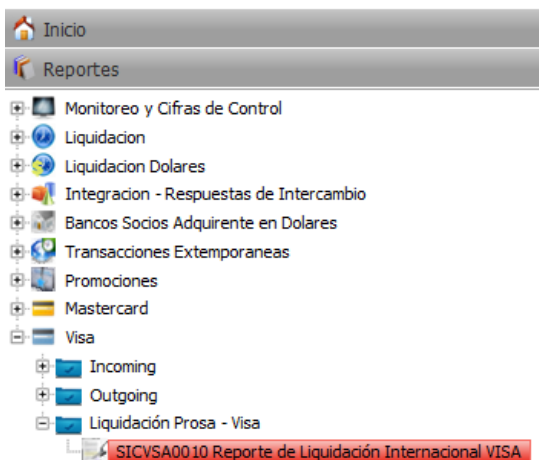 Inicio
Reportes
Monitoreo y Cifras de Control
Liquidacion
Liquidacion Dolares
Integracion - Respuestas de Intercambio
Bancos Socios Adquirente en Dolares
Transacciones Extemporaneas
Promociones
Mastercard
Visa
Incoming
Outgoing
Liquidación Prosa - Visa
SICVSA0010 Reporte de Liquidación Internacional VISA